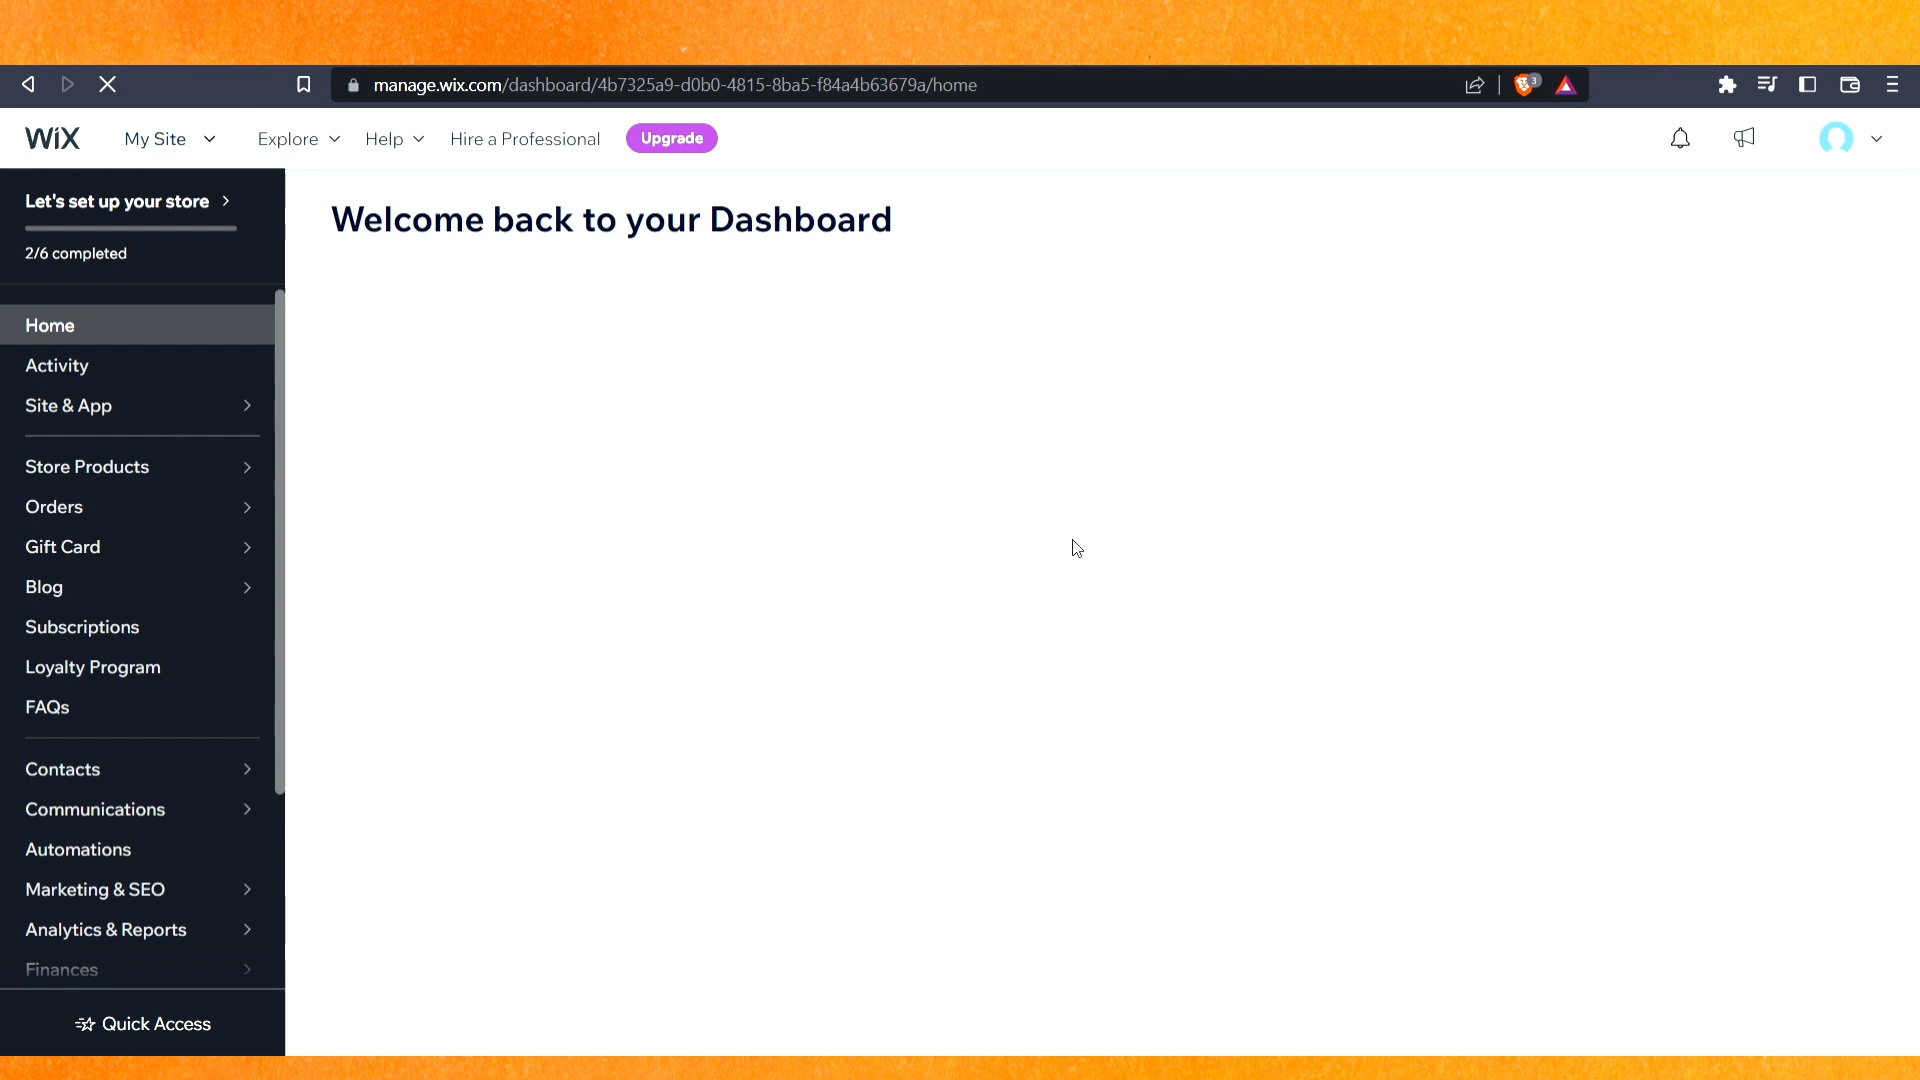 manage.wix.com/dashboard/4b7325a9-d0b0-4815-8ba5-f84a4b63679a/home
3
WiX
My Site
Explore
Help
Hire a Professional
Upgrade
Let's set up your store
2/6 completed
Welcome back to your Dashboard
Home
Activity
Site & App
Store Products
Orders
Gift Card
Blog
Subscriptions
Loyalty Program
FAQs
Contacts
Communications
Automations
Marketing & SEO
Analytics & Reports
Finances
Quick Access